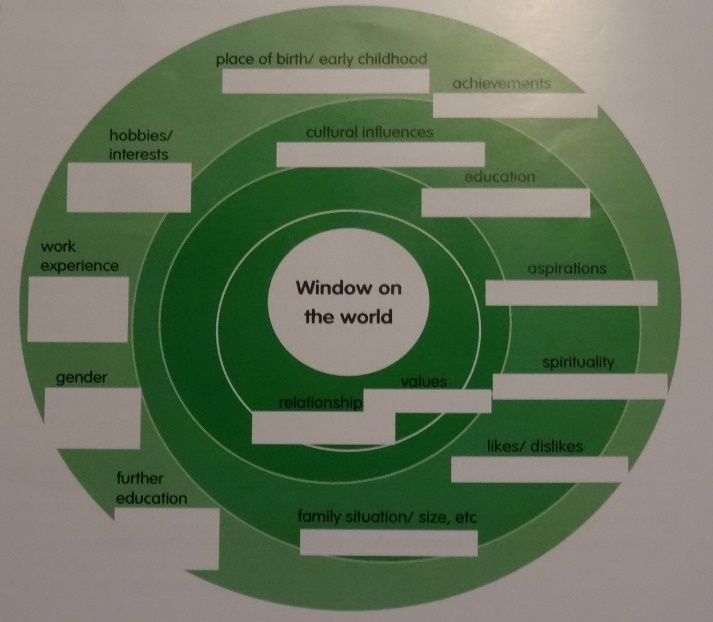 place of birth/ early childhood
achievements
hobbies/
interests
cultural influences
education
work
experience
Window on
the world
aspirations
gender
values
spirituality
relationship
likes/ dislikes
further
education
family situation/ size, etc